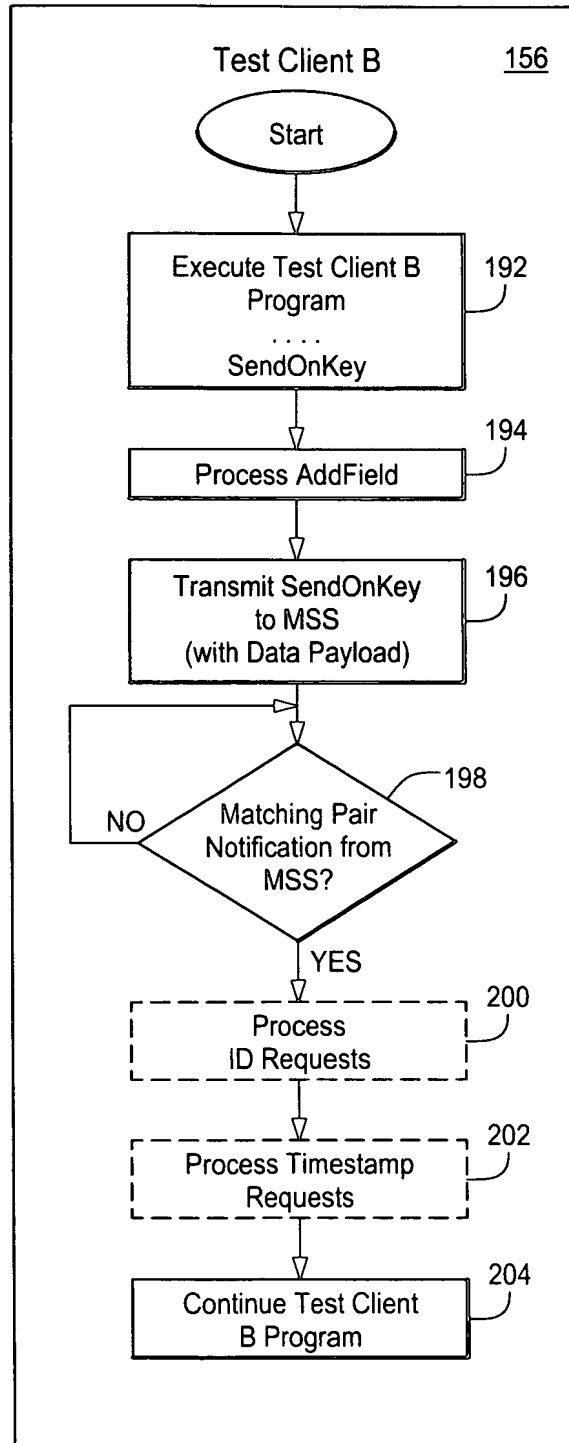 Test Client B
156
Start
Execute Test Client B
Program
. . . .
SendOnKey
192
194
Process AddField
196
Transmit SendOnKey
to MSS
(with Data Payload)
198
NO
Matching Pair
Notification from
MSS?
YES
200
Process
ID Requests
202
Process Timestamp
Requests
204
Continue Test Client
B Program